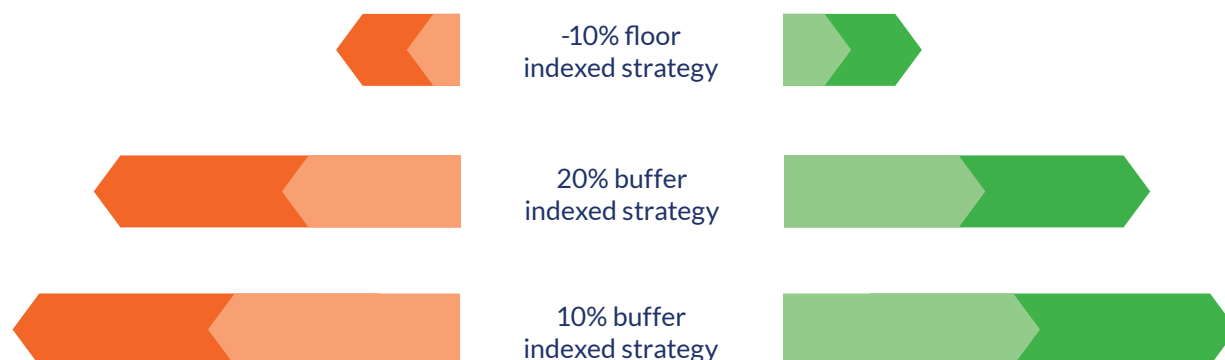 -10% floor
indexed strategy
20% buffer
indexed strategy
10% buffer
indexed strategy